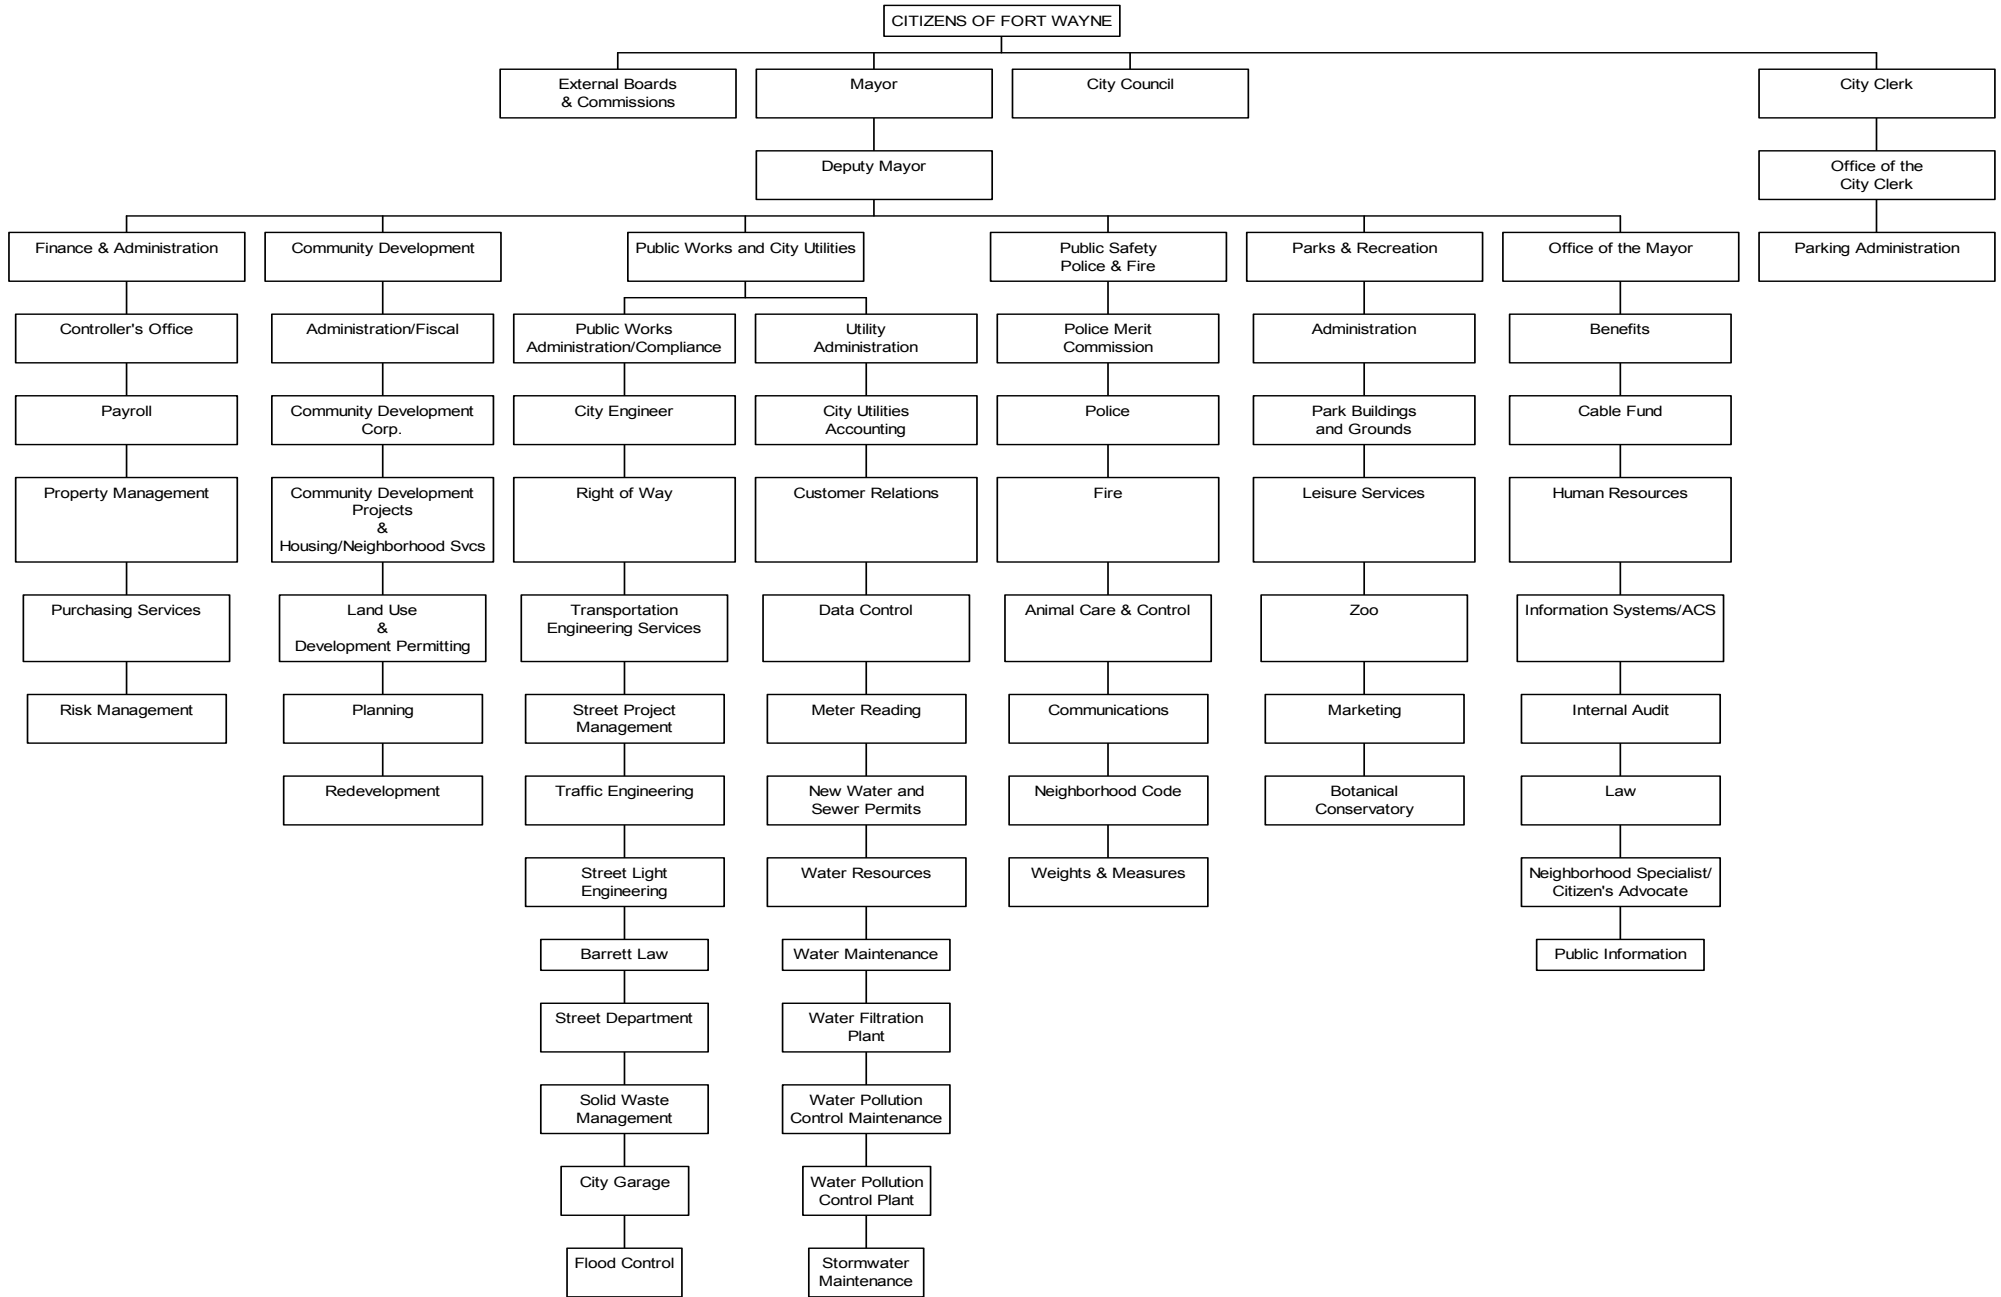 CITIZENS OF FORT WAYNE
External Boards
& Commissions
Mayor
City Council
City Clerk
Deputy Mayor
Office of the
City Clerk
Finance & Administration
Community Development
Public Works and City Utilities
Public Safety
Police & Fire
Parks & Recreation
Office of the Mayor
Parking Administration
Controller's Office
Administration/Fiscal
Public Works
Administration/Compliance
Utility
Administration
Police Merit
Commission
Administration
Benefits
Payroll
Community Development
Corp.
City Engineer
City Utilities
Accounting
Police
Park Buildings
and Grounds
Cable Fund
Property Management
Community Development
Projects
&
Housing/Neighborhood Svcs
Right of Way
Customer Relations
Fire
Leisure Services
Human Resources
Purchasing Services
Land Use
&
Development Permitting
Transportation
Engineering Services
Data Control
Animal Care & Control
Zoo
Information Systems/ACS
Risk Management
Planning
Street Project
Management
Meter Reading
Communications
Marketing
Internal Audit
Redevelopment
Traffic Engineering
New Water and
Sewer Permits
Neighborhood Code
Botanical
Conservatory
Law
Street Light
Engineering
Water Resources
Weights & Measures
Neighborhood Specialist/
Citizen's Advocate
Barrett Law
Water Maintenance
Public Information
Street Department
Water Filtration
Plant
Solid Waste
Management
Water Pollution
Control Maintenance
City Garage
Water Pollution
Control Plant
Flood Control
Stormwater
Maintenance